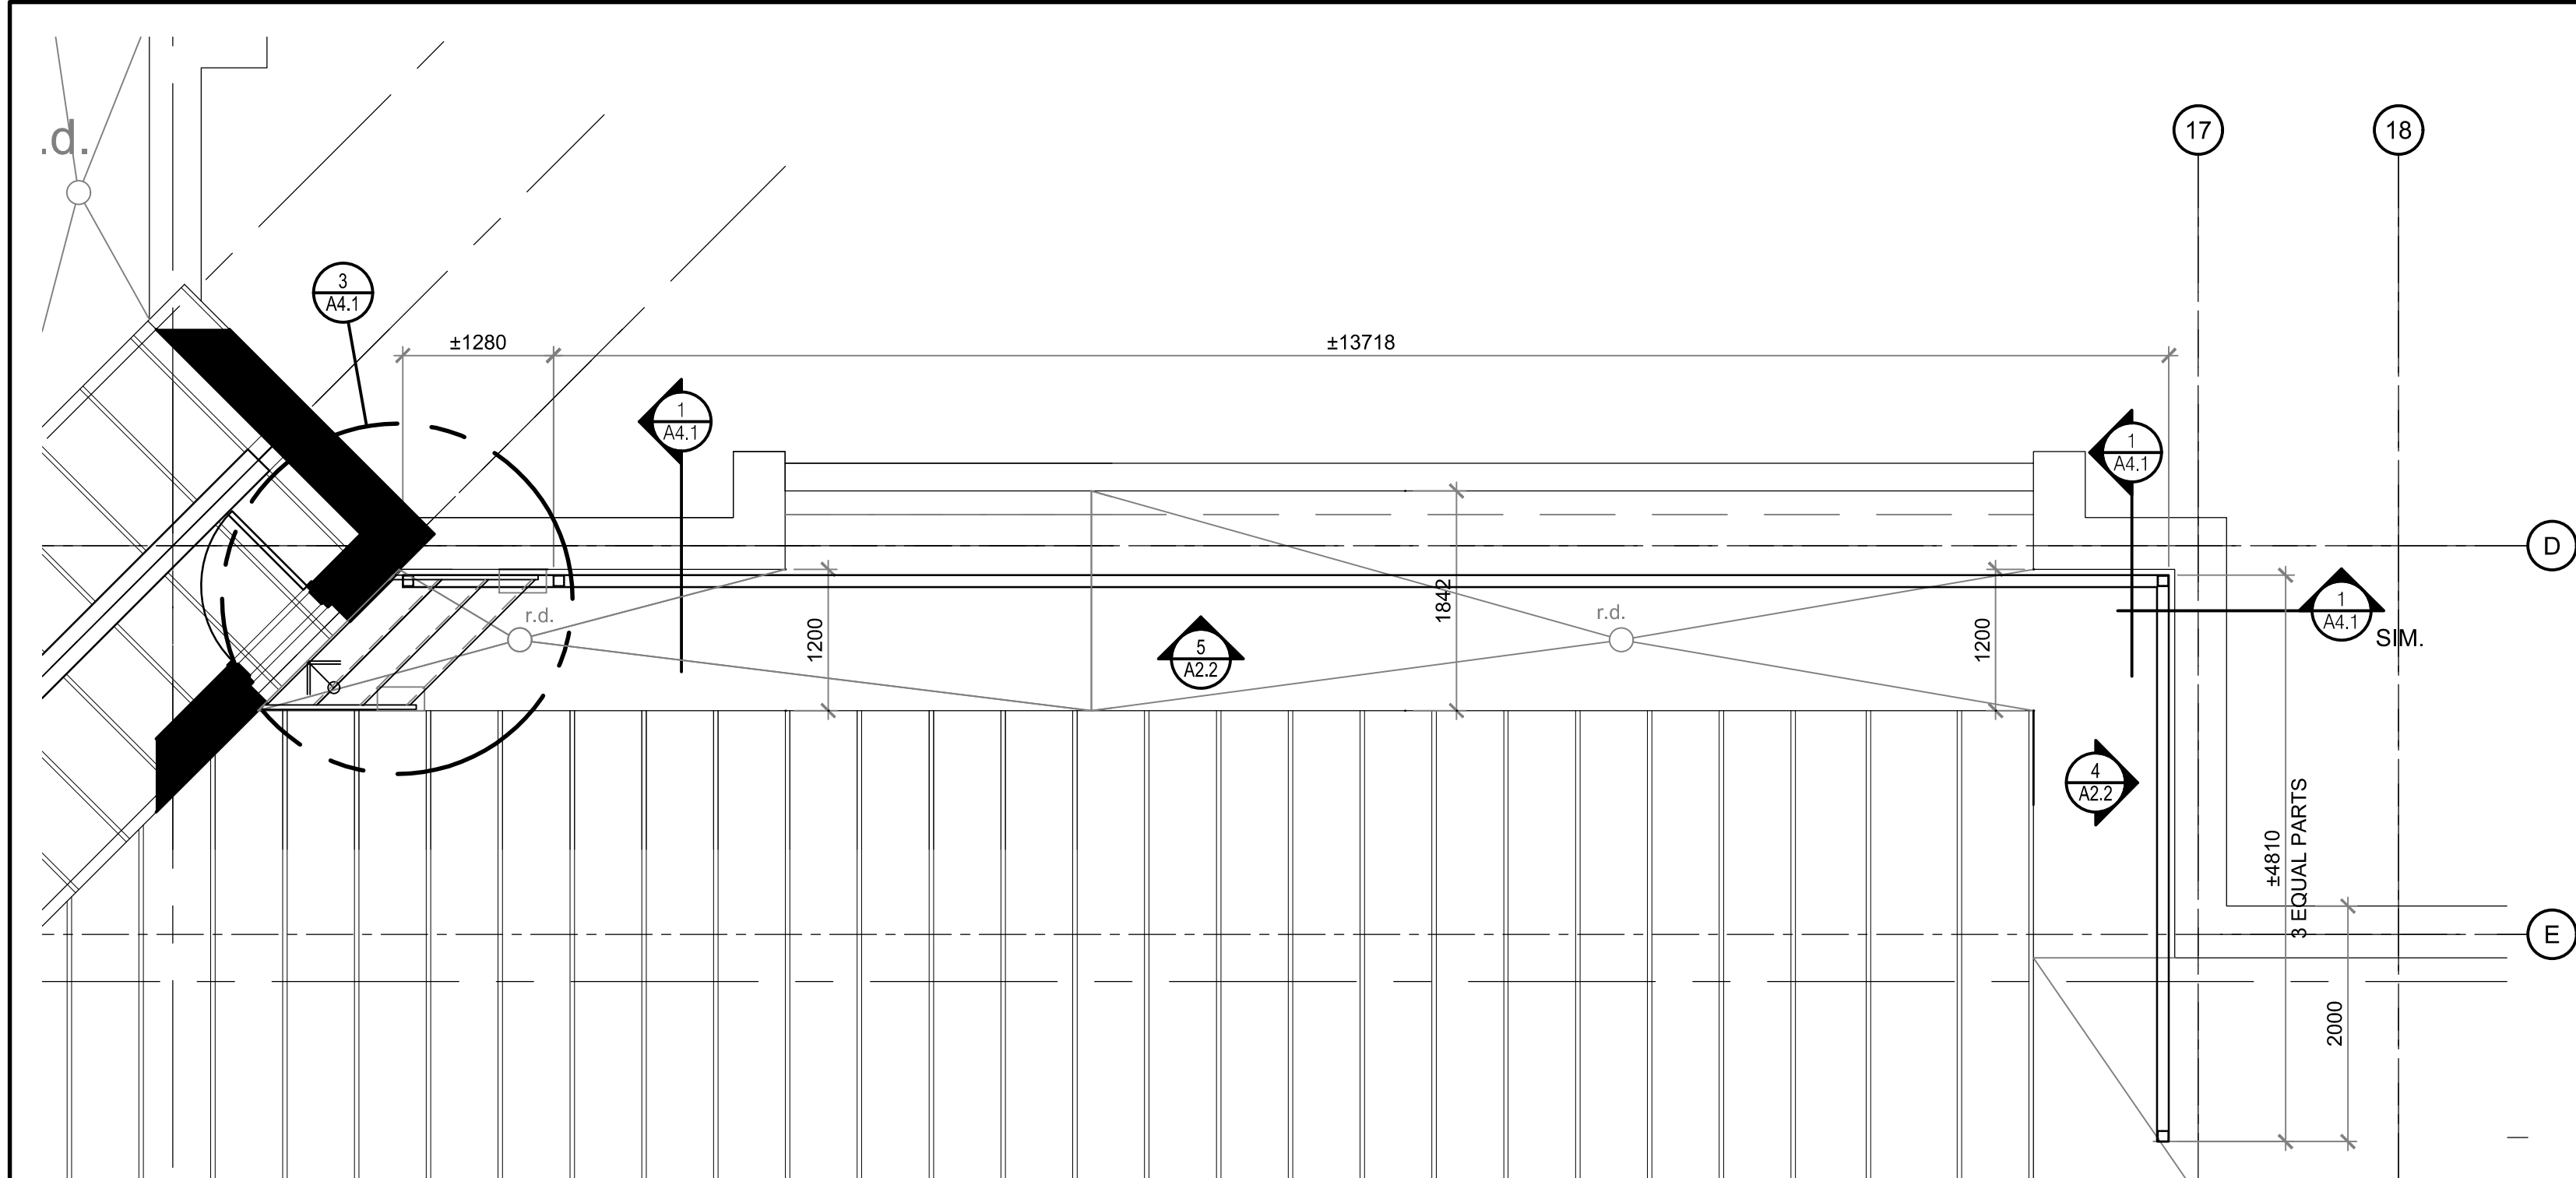 .d.
17
18
3
A4.1
±1280
±13718
1
A4.1
1
A4.1
D
1842
1
A4.1
SIM.
r.d.
r.d.
1200
1200
5
A2.2
4
A2.2
±4810
3 EQUAL PARTS
E
2000